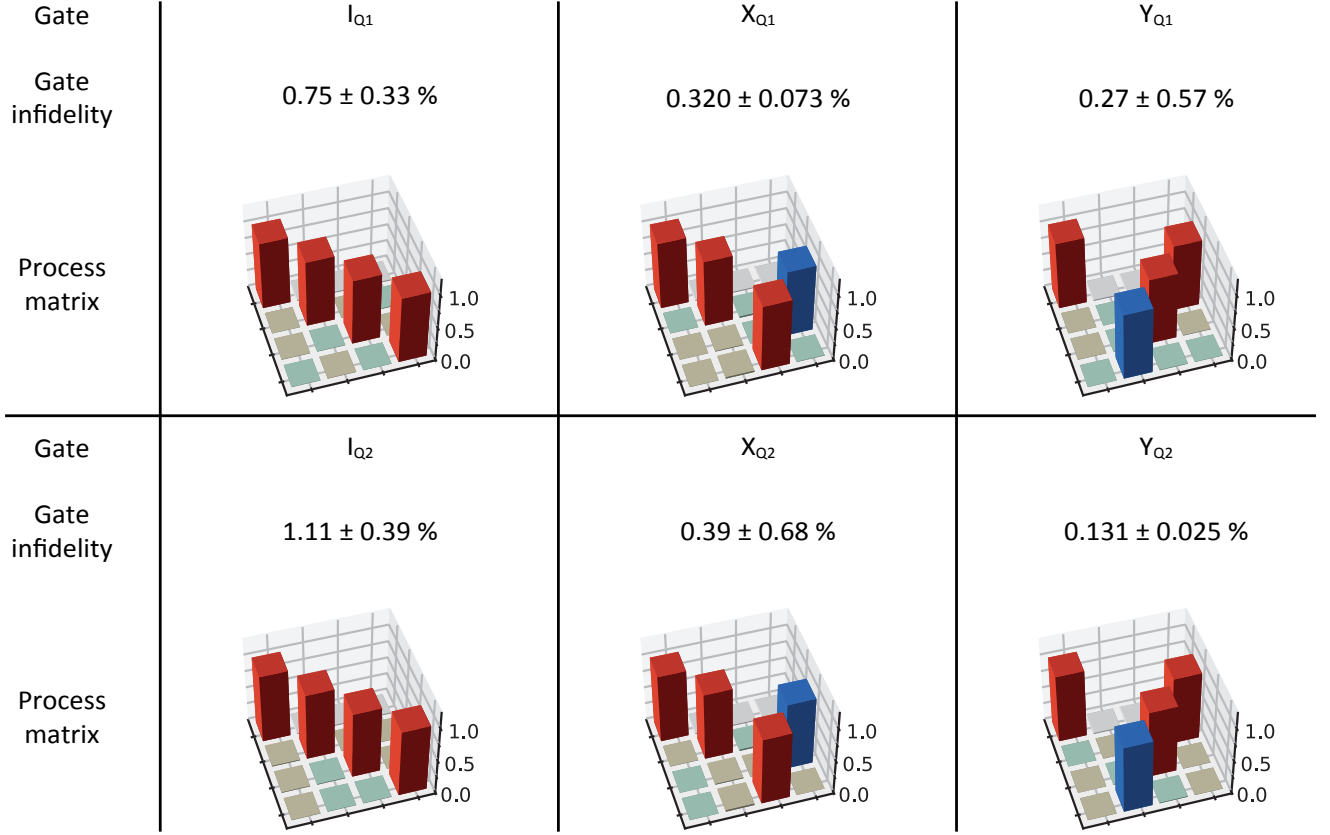 Gate I_Q1 X_Q1 Y_Q1
Gate
infidelity
0.75 ± 0.33 % 0.320 ± 0.073 % 0.27 ± 0.57 %
Process
matrix
1.0 1.0 1.0
0.5 0.5 0.5
0.0 0.0 0.0
Gate I_Q2 X_Q2 Y_Q2
Gate
infidelity
1.11 ± 0.39 % 0.39 ± 0.68 % 0.131 ± 0.025 %
Process
matrix
1.0 1.0 1.0
0.5 0.5 0.5
0.0 0.0 0.0